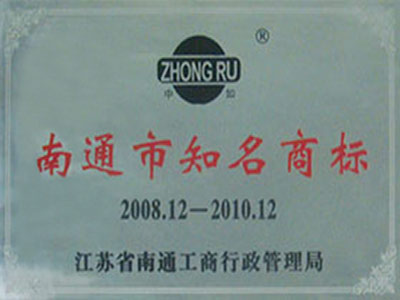 ®
ZHONG RU
中 如
南通市知名商标
2008.12—2010.12
江苏省南通工商行政管理局